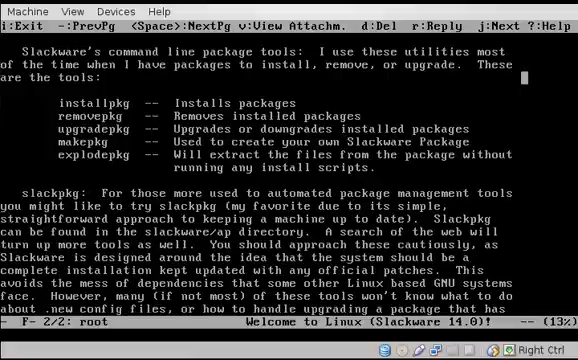 Machine View Devices Help
i:Exit -:PrevPg <Space>:NextPg v:View Attachm. d:Del r:Reply j:Next ?:Help
Slackware's command line package tools: I use these utilities most
of the time when I have packages to install, remove, or upgrade. These
are the tools:
installpkg -- Installs packages
removepkg -- Removes installed packages
upgradepkg -- Upgrades or downgrades installed packages
makepkg -- Used to create your own Slackware Package
explodepkg -- Will extract the files from the package without
running any install scripts.
slackpkg: For those more used to automated package management tools
you might like to try slackpkg (my favorite due to its simple,
straightforward approach to keeping a machine up to date). Slackpkg
can be found in the slackware/ap directory. A search of the web will
turn up more tools as well. You should approach these cautiously, as
Slackware is designed around the idea that the system should be a
complete installation kept updated with any official patches. This
avoids the mess of dependencies that some other Linux based GNU systems
face. However, many (if not most) of these tools won't know what to do
about .new config files, or how to handle upgrading a package that has
- F- 2/2: root Welcome to Linux (Slackware 14.0)! -- (13%)
Right Ctrl